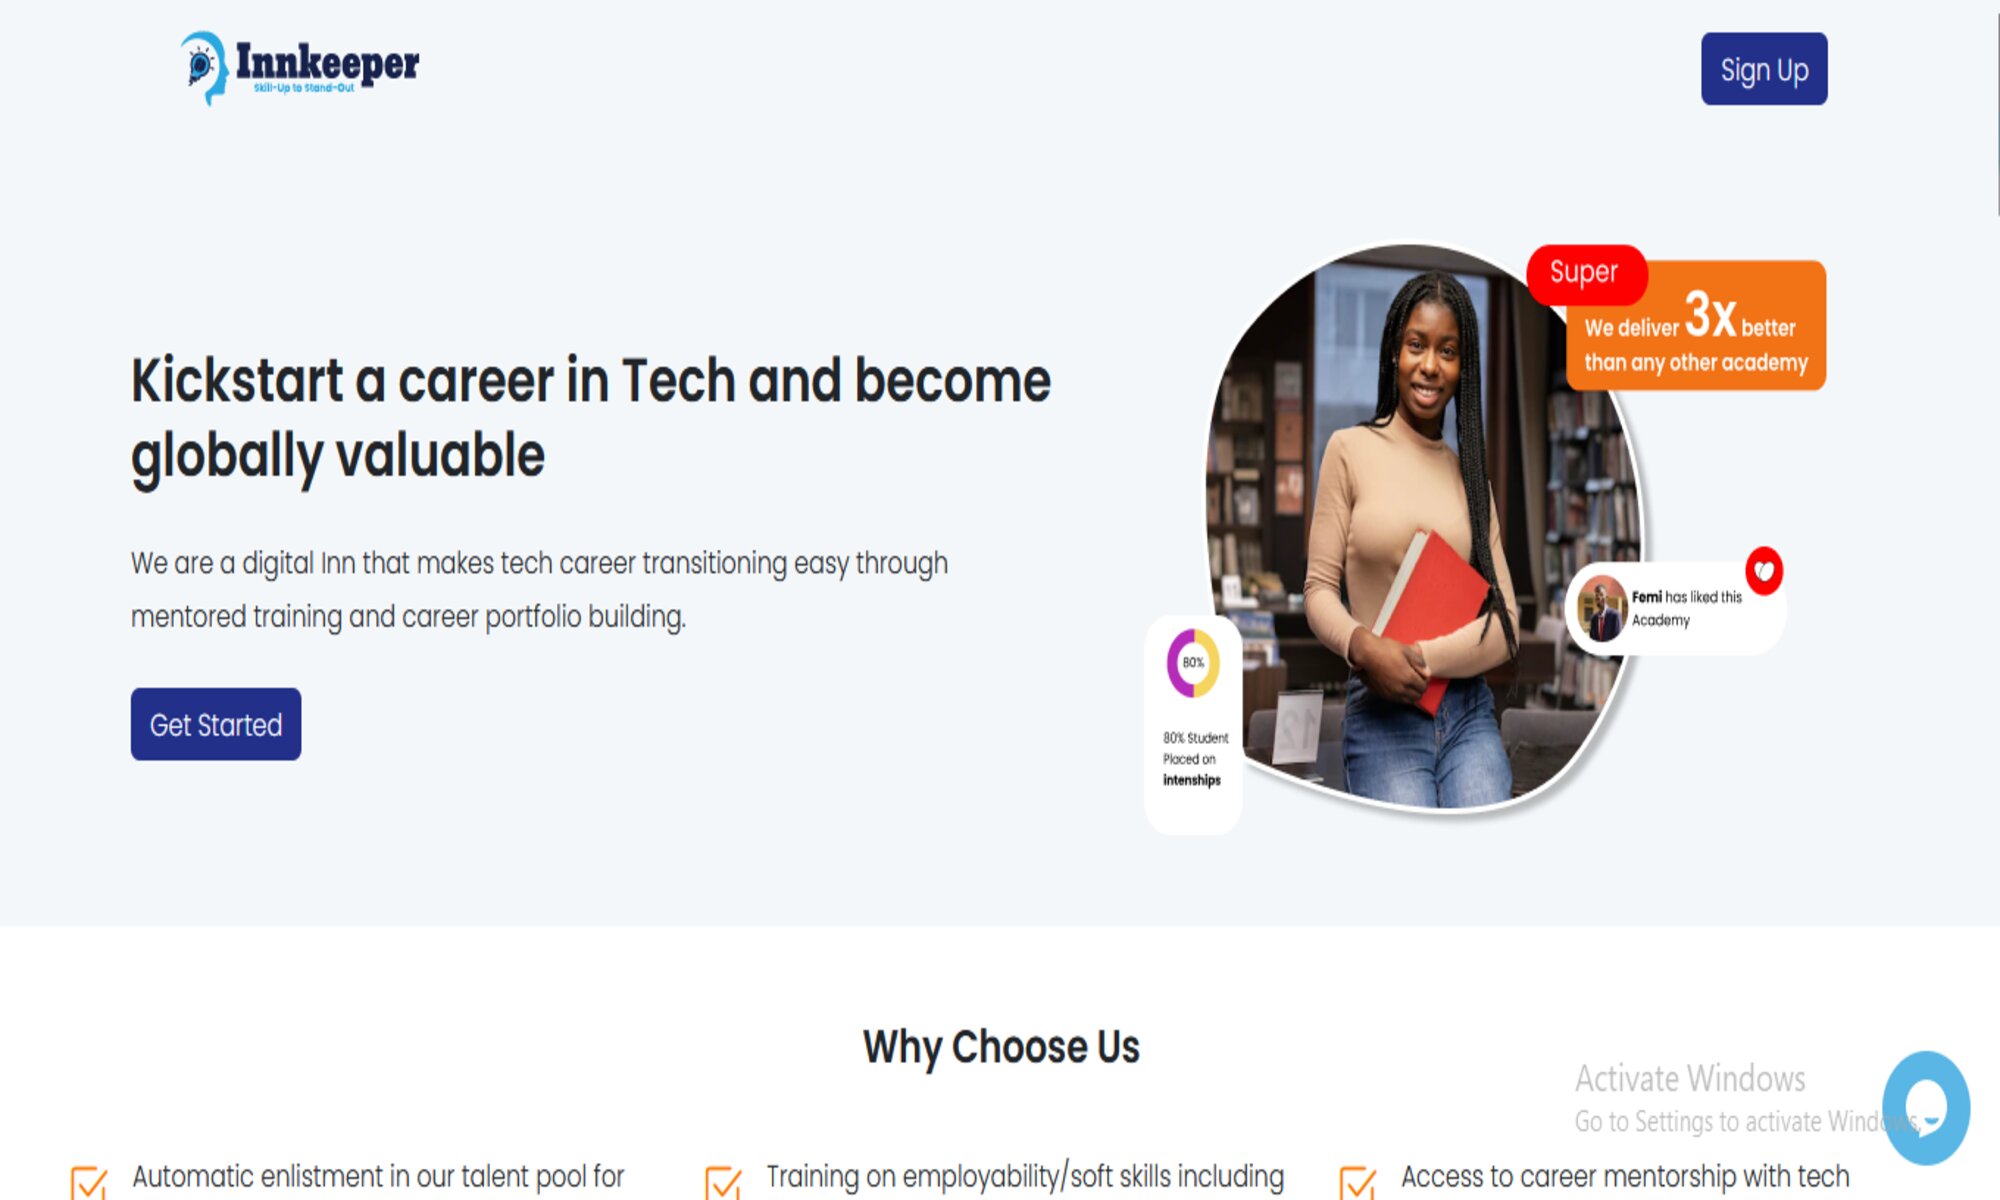 Innkeeper
Skill-Up to Stand-Out
Sign Up
Super
We deliver 3x better
than any other academy
Kickstart a career in Tech and become
globally valuable
We are a digital Inn that makes tech career transitioning easy through
mentored training and career portfolio building.
Get Started
Femi has liked this
Academy
80%
80% Student
Placed on
intenships
12
Why Choose Us
Activate Windows
Go to Settings to activate Windows.
Automatic enlistment in our talent pool for
Training on employability/soft skills including
Access to career mentorship with tech